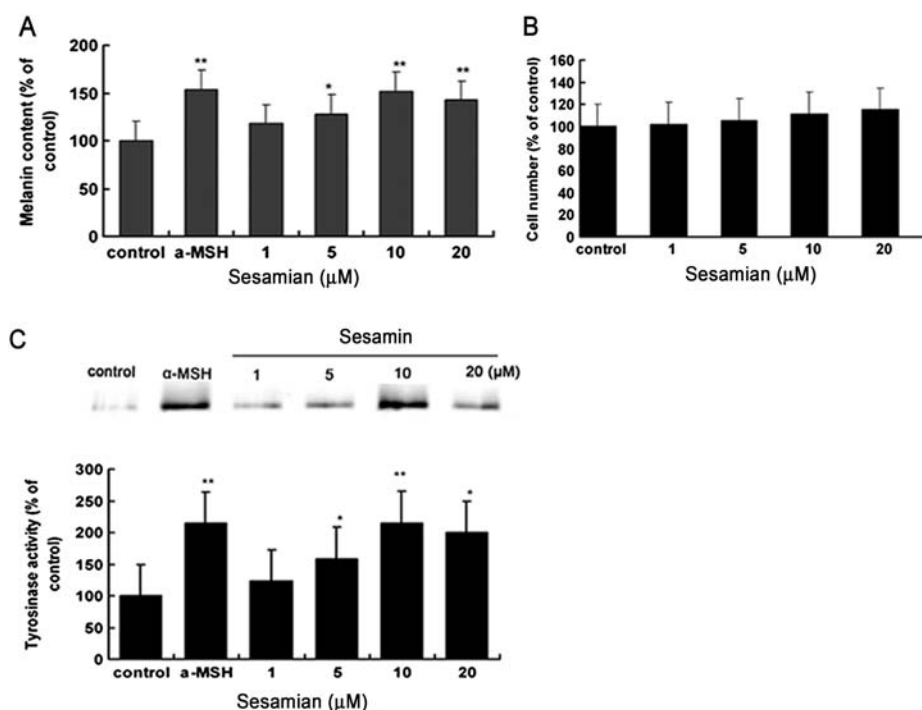 A
Melanin content (% of
control)
200
150
100
50
0
**
*
**
**
control a-MSH 1 5 10 20
Sesamian (μM)
B
Cell number (% of control)
160
140
120
100
80
60
40
20
0
control 1 5 10 20
Sesamian (μM)
C
Sesamin
control α-MSH 1 5 10 20 (μM)
Tyrosinase activity (% of
control)
300
250
200
150
100
50
0
**
*
**
*
control a-MSH 1 5 10 20
Sesamian (μM)